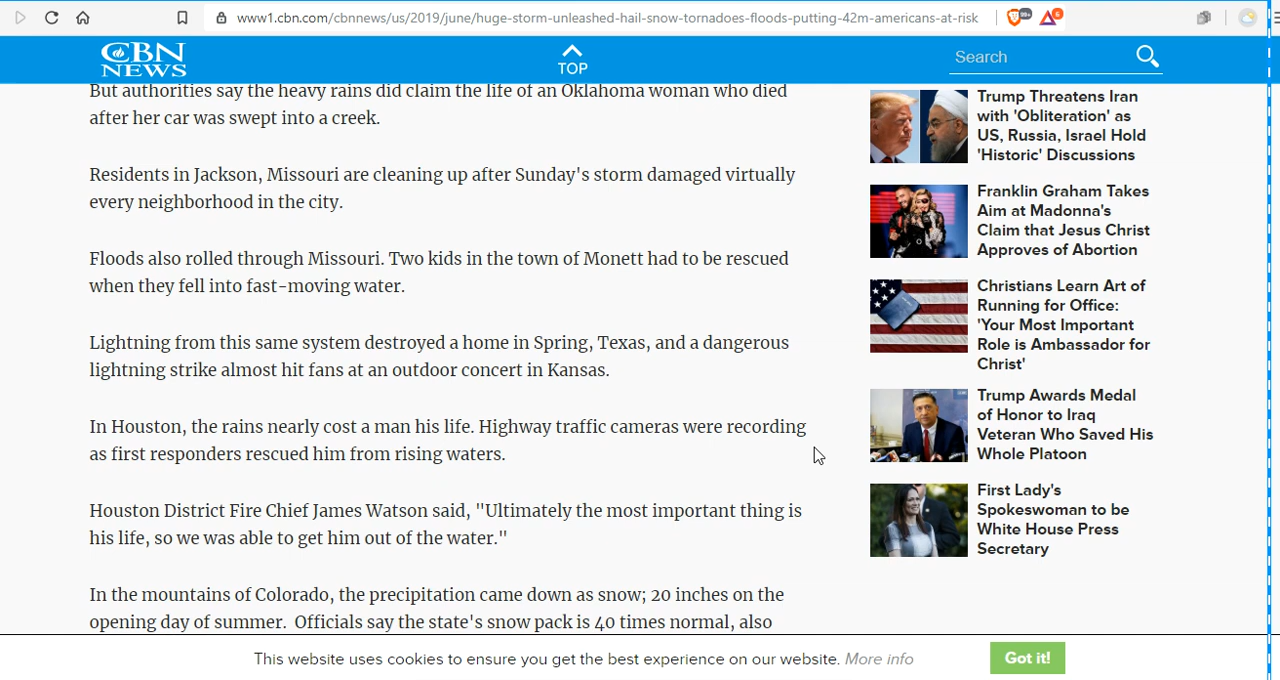 www1.cbn.com/cbnnews/us/2019/june/huge-storm-unleashed-hail-snow-tornadoes-floods-putting-42m-americans-at-risk
99+
6
CBN
NEWS
TOP
Search
But authorities say the heavy rains did claim the life of an Oklahoma woman who died
after her car was swept into a creek.
Residents in Jackson, Missouri are cleaning up after Sunday's storm damaged virtually
every neighborhood in the city.
Floods also rolled through Missouri. Two kids in the town of Monett had to be rescued
when they fell into fast-moving water.
Lightning from this same system destroyed a home in Spring, Texas, and a dangerous
lightning strike almost hit fans at an outdoor concert in Kansas.
In Houston, the rains nearly cost a man his life. Highway traffic cameras were recording
as first responders rescued him from rising waters.
Houston District Fire Chief James Watson said, "Ultimately the most important thing is
his life, so we was able to get him out of the water."
In the mountains of Colorado, the precipitation came down as snow; 20 inches on the
opening day of summer. Officials say the state's snow pack is 40 times normal, also
Trump Threatens Iran
with 'Obliteration' as
US, Russia, Israel Hold
'Historic' Discussions
Franklin Graham Takes
Aim at Madonna's
Claim that Jesus Christ
Approves of Abortion
Christians Learn Art of
Running for Office:
'Your Most Important
Role is Ambassador for
Christ'
Trump Awards Medal
of Honor to Iraq
Veteran Who Saved His
Whole Platoon
First Lady's
Spokeswoman to be
White House Press
Secretary
This website uses cookies to ensure you get the best experience on our website. More info
Got it!